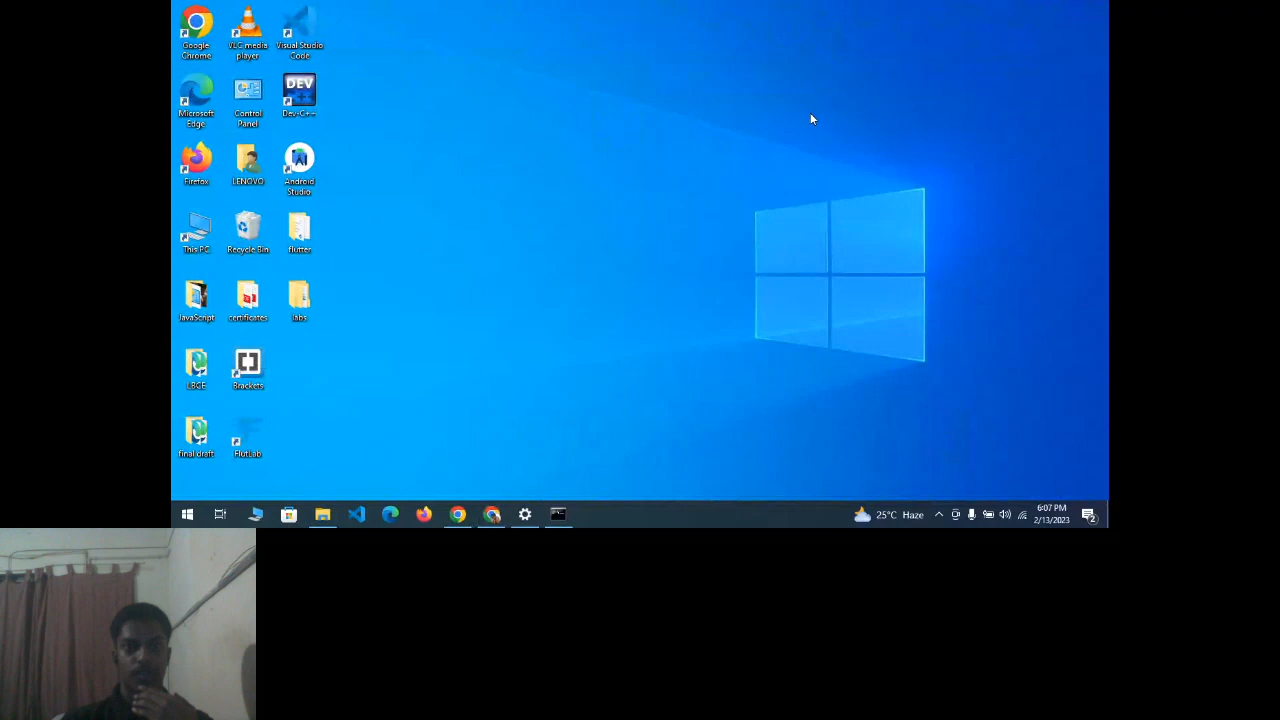 Google
Chrome
VLC media
player
Visual Studio
Code
Microsoft
Edge
Control
Panel
DEV
C++
Dev-C++
Firefox
LENOVO
Android
Studio
This PC
Recycle Bin
flutter
JavaScript
certificates
labs
LBCE
Brackets
final draft
FlutLab
25°C Haze
6:07 PM
2/13/2023
2